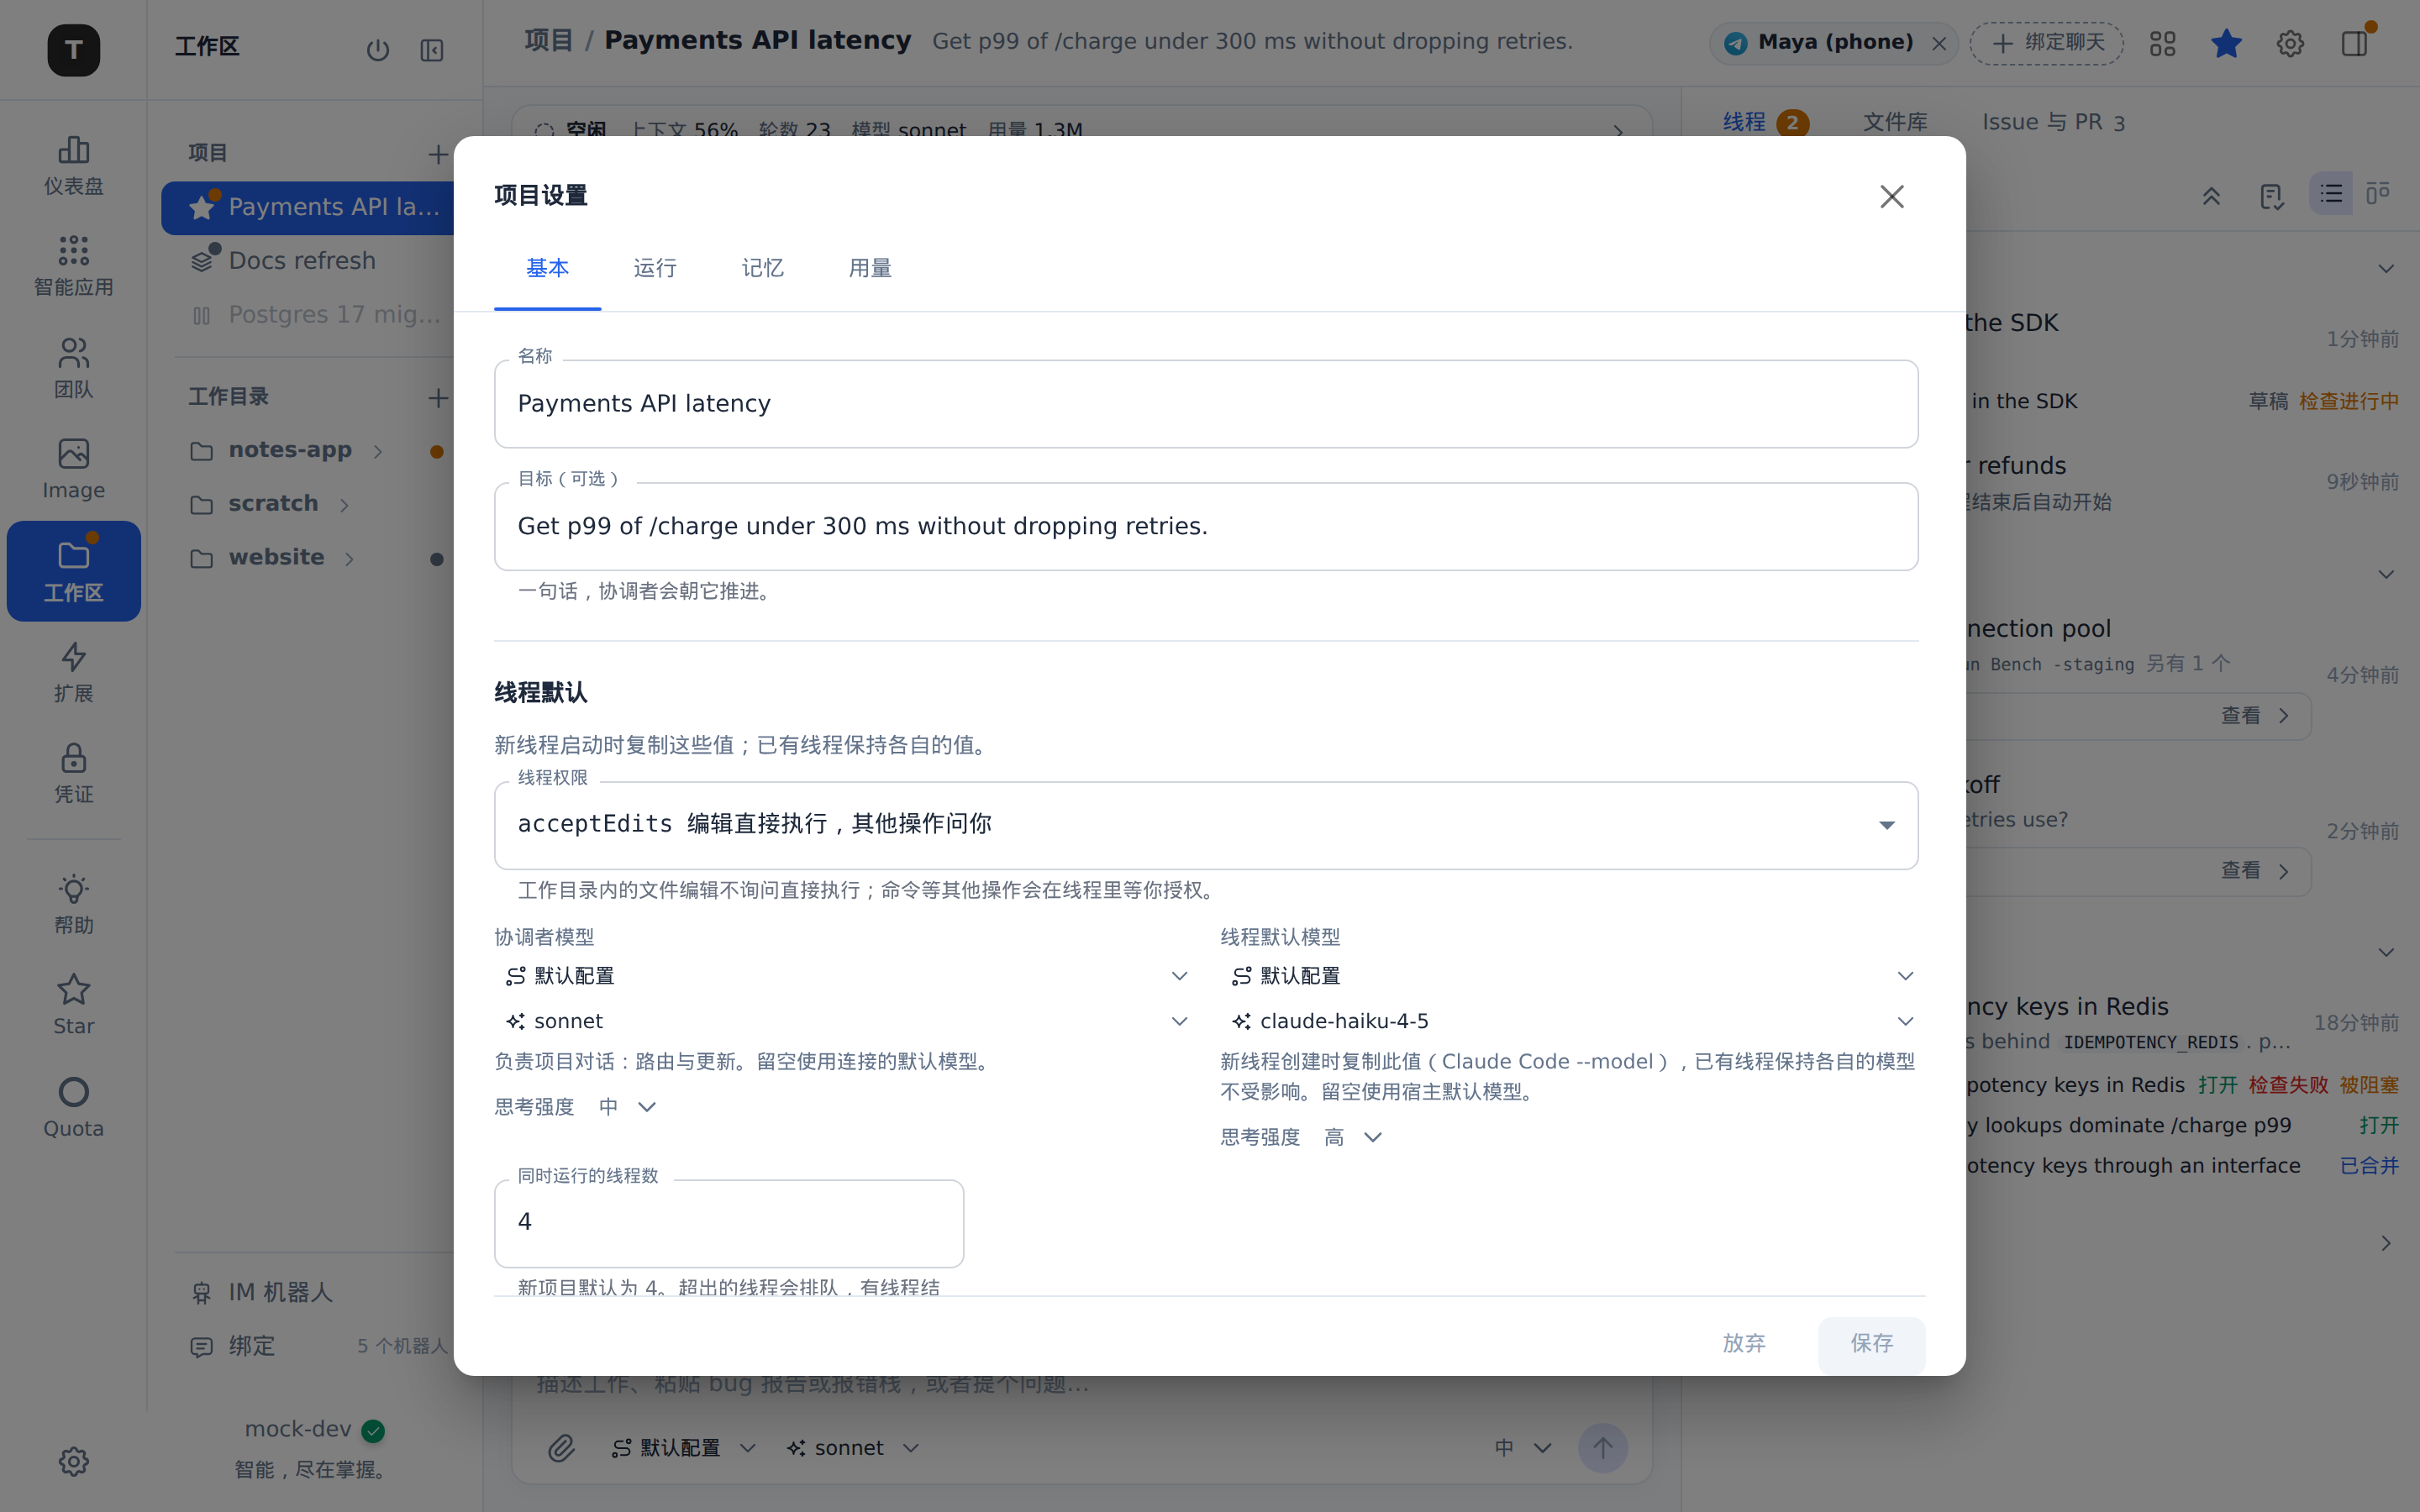 T
仪表盘
智能应用
团队
Image
工作区
扩展
凭证
帮助
Star
Quota
工作区
项目
Payments API la...
Docs refresh
Postgres 17 mig...
工作目录
notes-app
scratch
website
IM 机器人
绑定 5 个机器人
mock-dev
智能，尽在掌握。
项目 / Payments API latency Get p99 of /charge under 300 ms without dropping retries.
Maya (phone)
绑定聊天
空闲 上下文 56% 轮数 23 模型 sonnet 用量 1.3M
项目设置
基本 运行 记忆 用量
名称
Payments API latency
目标（可选）
Get p99 of /charge under 300 ms without dropping retries.
一句话，协调者会朝它推进。
线程默认
新线程启动时复制这些值；已有线程保持各自的值。
线程权限
acceptEdits 编辑直接执行，其他操作问你
工作目录内的文件编辑不询问直接执行；命令等其他操作会在线程里等你授权。
协调者模型
默认配置
sonnet
负责项目对话：路由与更新。留空使用连接的默认模型。
思考强度 中
线程默认模型
默认配置
claude-haiku-4-5
新线程创建时复制此值（Claude Code --model），已有线程保持各自的模型
不受影响。留空使用宿主默认模型。
思考强度 高
同时运行的线程数
4
新项目默认为 4。超出的线程会排队，有线程结
放弃 保存
描述工作、粘贴 bug 报告或报错栈，或者提个问题...
默认配置 sonnet 中
线程 2 文件库 Issue 与 PR 3
the SDK
1分钟前
in the SDK 草稿 检查进行中
refunds
9秒钟前
结束后自动开始
nection pool
un Bench -staging 另有 1 个
4分钟前
查看
koff
etries use?
2分钟前
查看
ncy keys in Redis
18分钟前
s behind IDEMPOTENCY_REDIS . p...
potency keys in Redis 打开 检查失败 被阻塞
y lookups dominate /charge p99 打开
otency keys through an interface 已合并